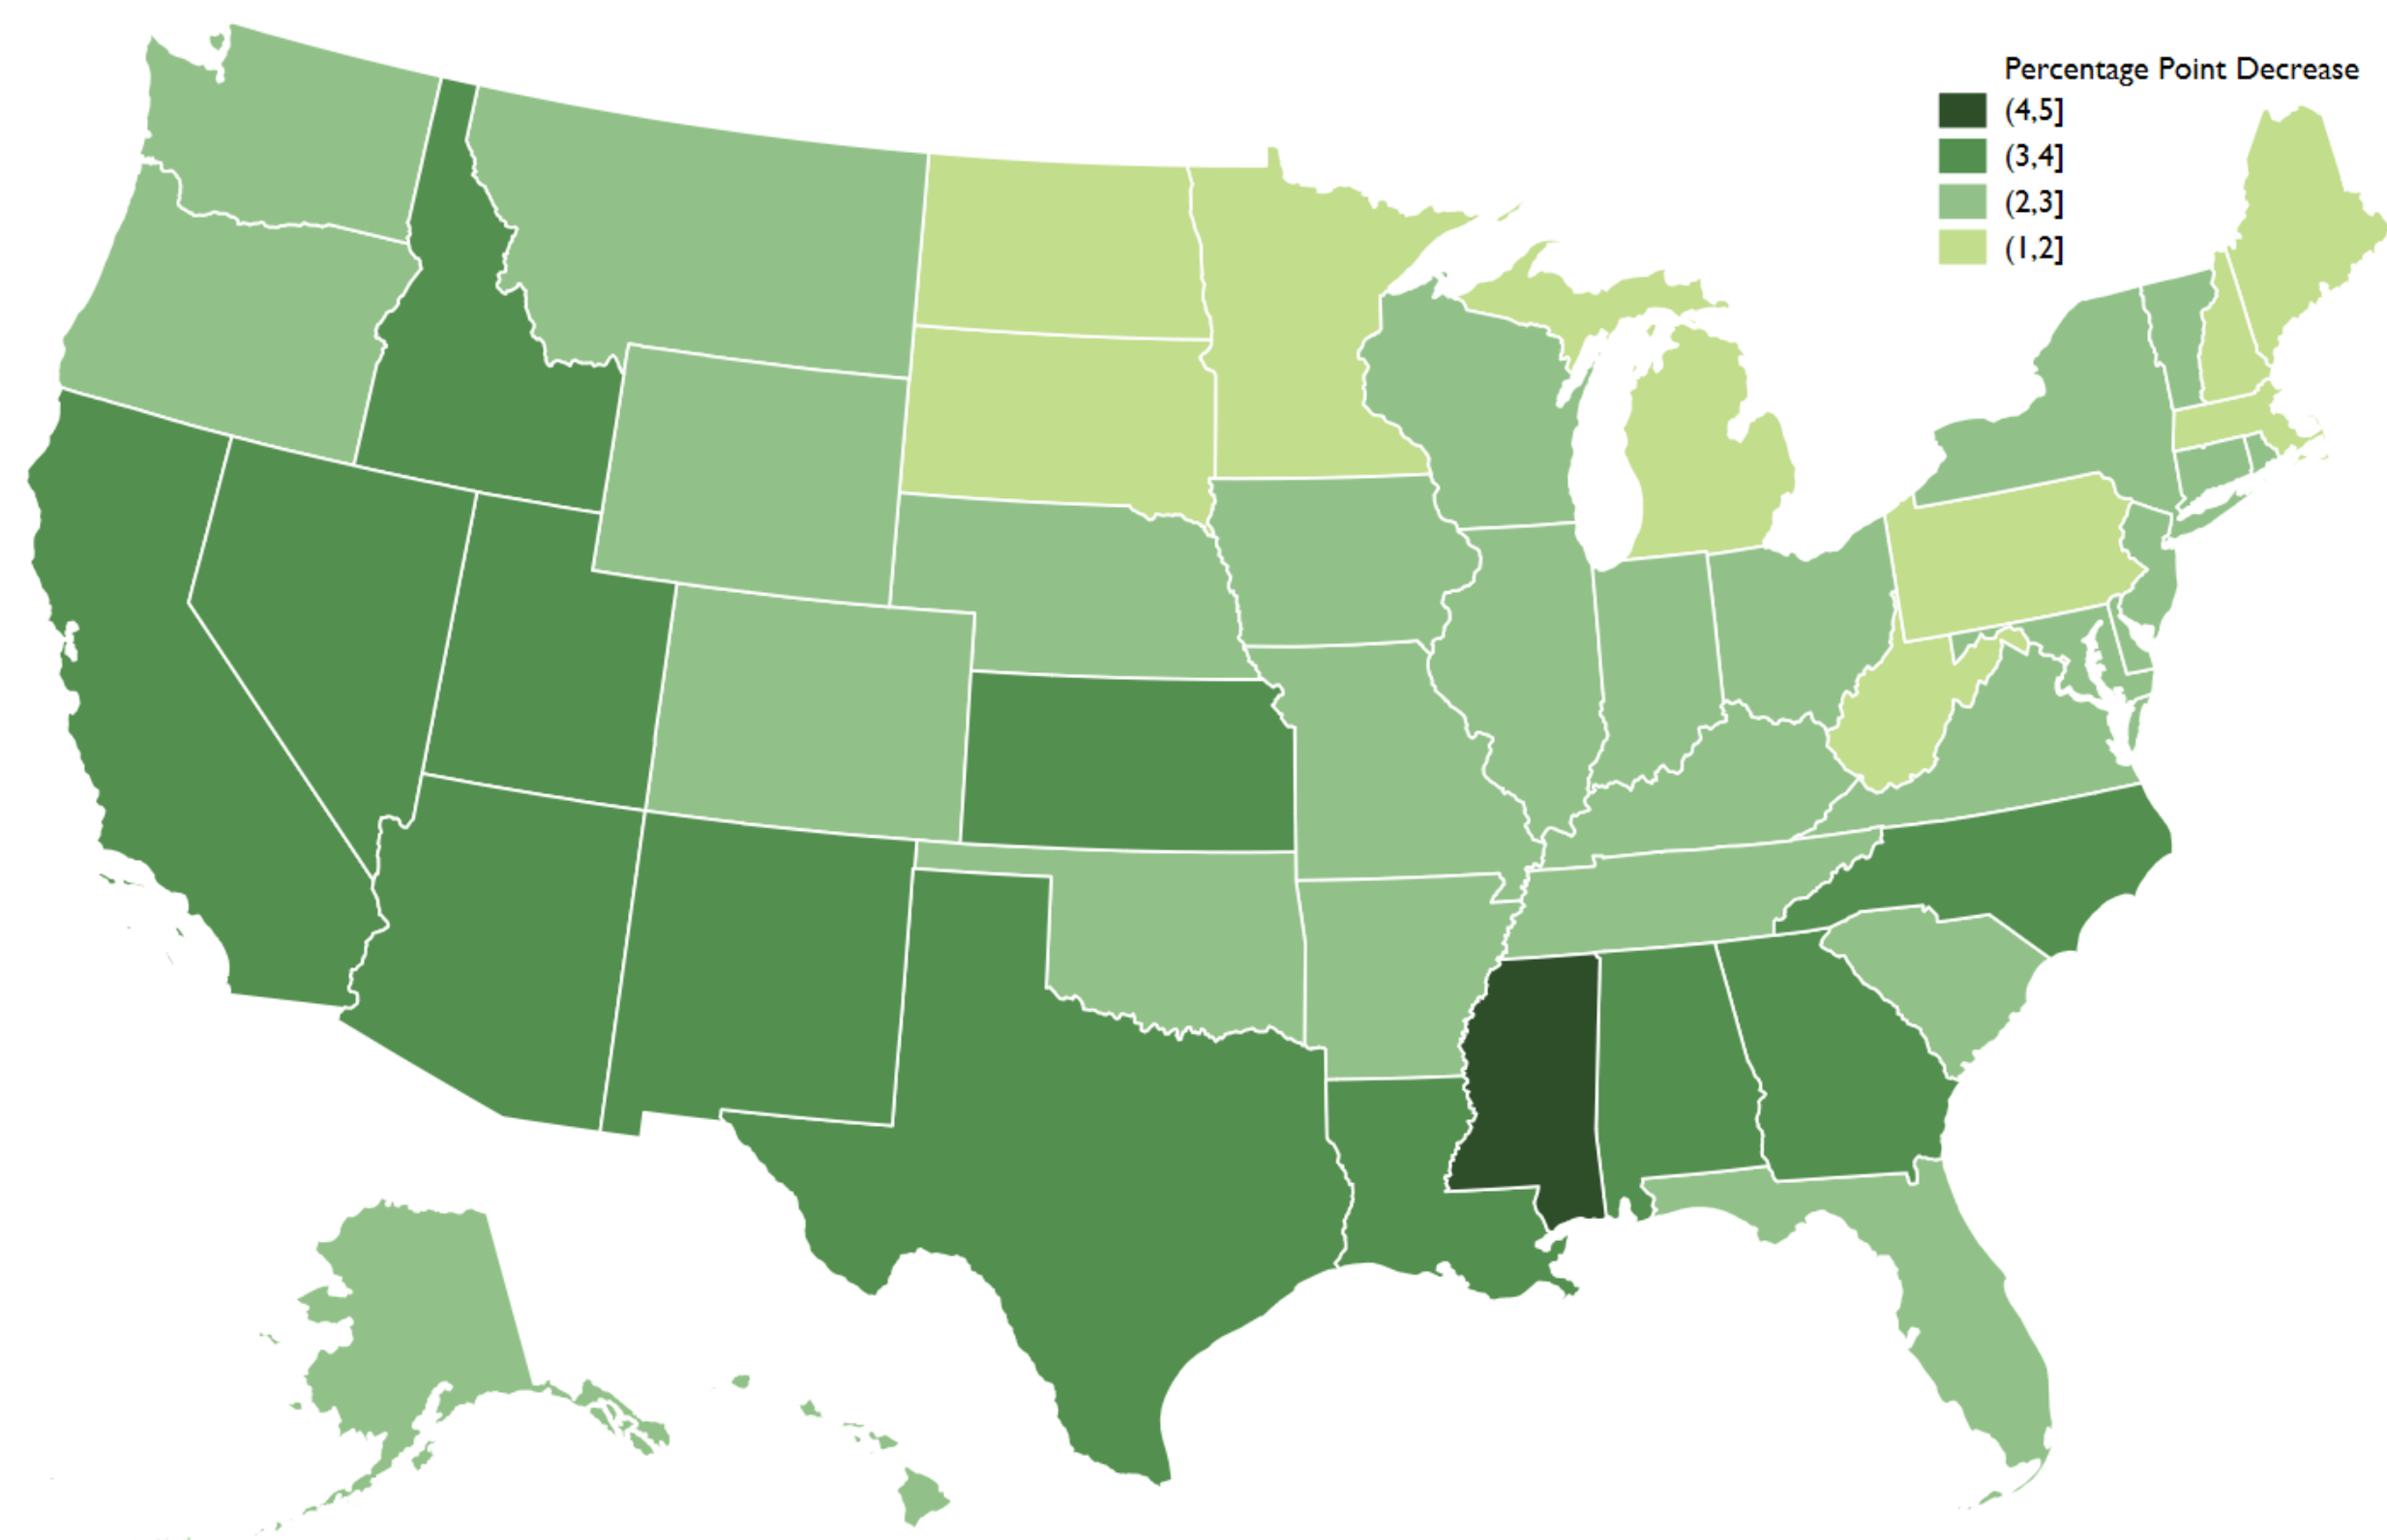 Percentage Point Decrease
(4,5]
(3,4]
(2,3]
(1,2]